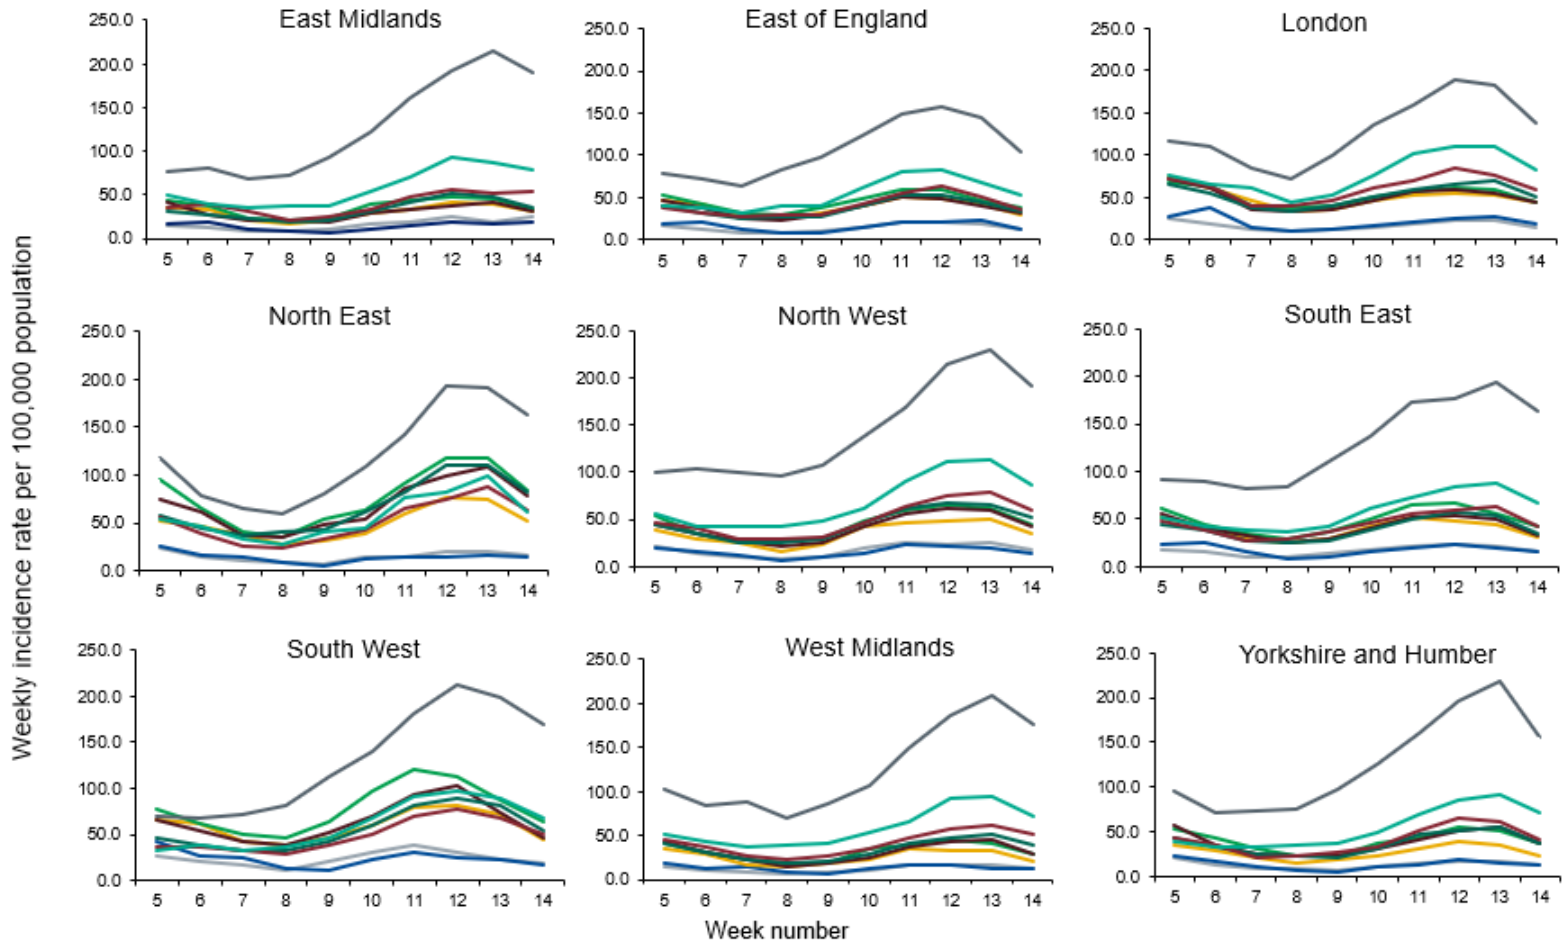 Weekly incidence rate per 100,000 population
East Midlands
250.0
200.0
150.0
100.0
50.0
0.0
5 6 7 8 9 10 11 12 13 14
East of England
250.0
200.0
150.0
100.0
50.0
0.0
5 6 7 8 9 10 11 12 13 14
London
250.0
200.0
150.0
100.0
50.0
0.0
5 6 7 8 9 10 11 12 13 14
North East
250.0
200.0
150.0
100.0
50.0
0.0
5 6 7 8 9 10 11 12 13 14
North West
250.0
200.0
150.0
100.0
50.0
0.0
5 6 7 8 9 10 11 12 13 14
South East
250.0
200.0
150.0
100.0
50.0
0.0
5 6 7 8 9 10 11 12 13 14
South West
250.0
200.0
150.0
100.0
50.0
0.0
5 6 7 8 9 10 11 12 13 14
West Midlands
250.0
200.0
150.0
100.0
50.0
0.0
5 6 7 8 9 10 11 12 13 14
Yorkshire and Humber
250.0
200.0
150.0
100.0
50.0
0.0
5 6 7 8 9 10 11 12 13 14
Week number